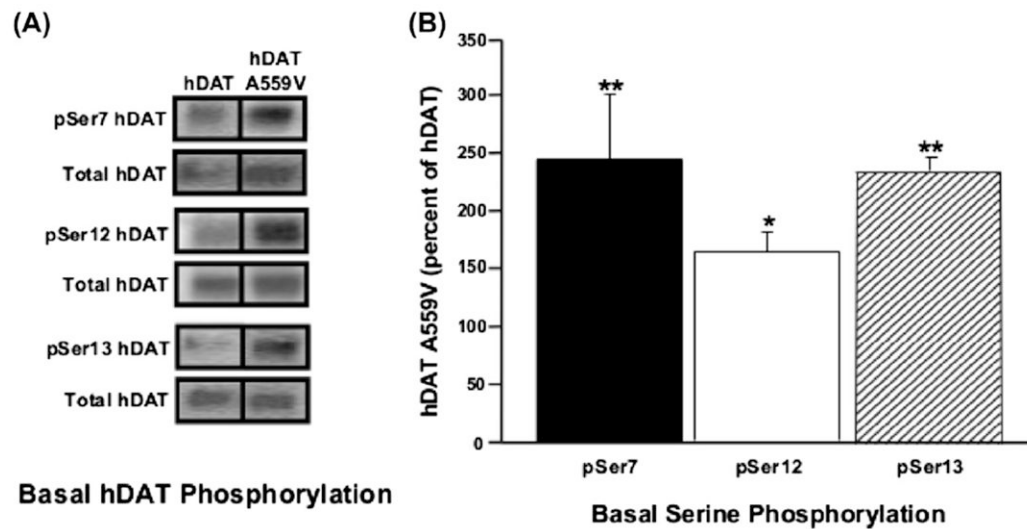 (A)
hDAT
hDAT
A559V
pSer7 hDAT
Total hDAT
pSer12 hDAT
Total hDAT
pSer13 hDAT
Total hDAT
Basal hDAT Phosphorylation
(B)
hDAT A559V (percent of hDAT)
350
300
250
200
150
100
50
0
**
*
**
pSer7
pSer12
pSer13
Basal Serine Phosphorylation